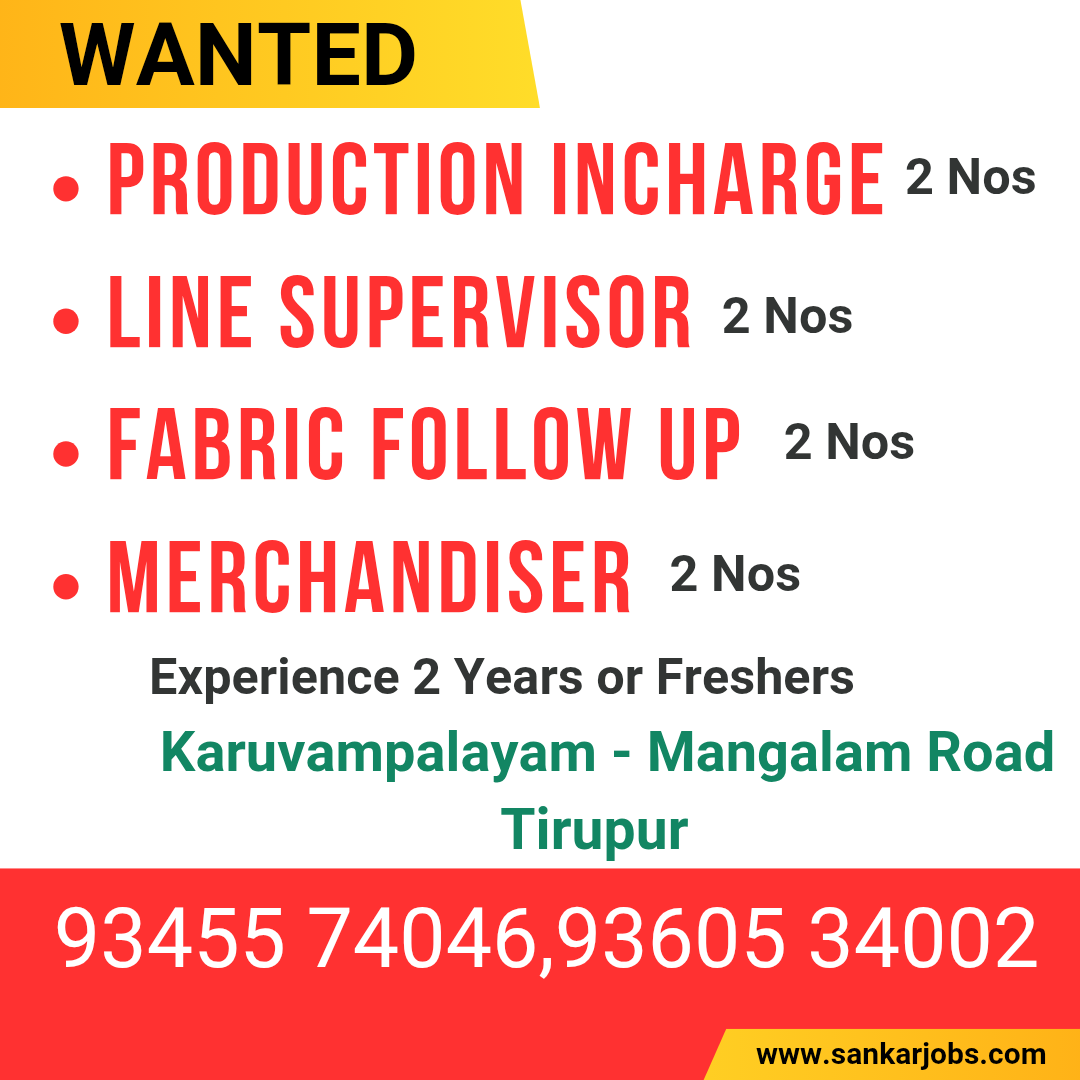 WANTED
• PRODUCTION INCHARGE 2 Nos
• LINE SUPERVISOR 2 Nos
• FABRIC FOLLOW UP 2 Nos
• MERCHANDISER 2 Nos
Experience 2 Years or Freshers
Karuvampalayam - Mangalam Road
Tirupur
93455 74046,93605 34002
www.sankarjobs.com